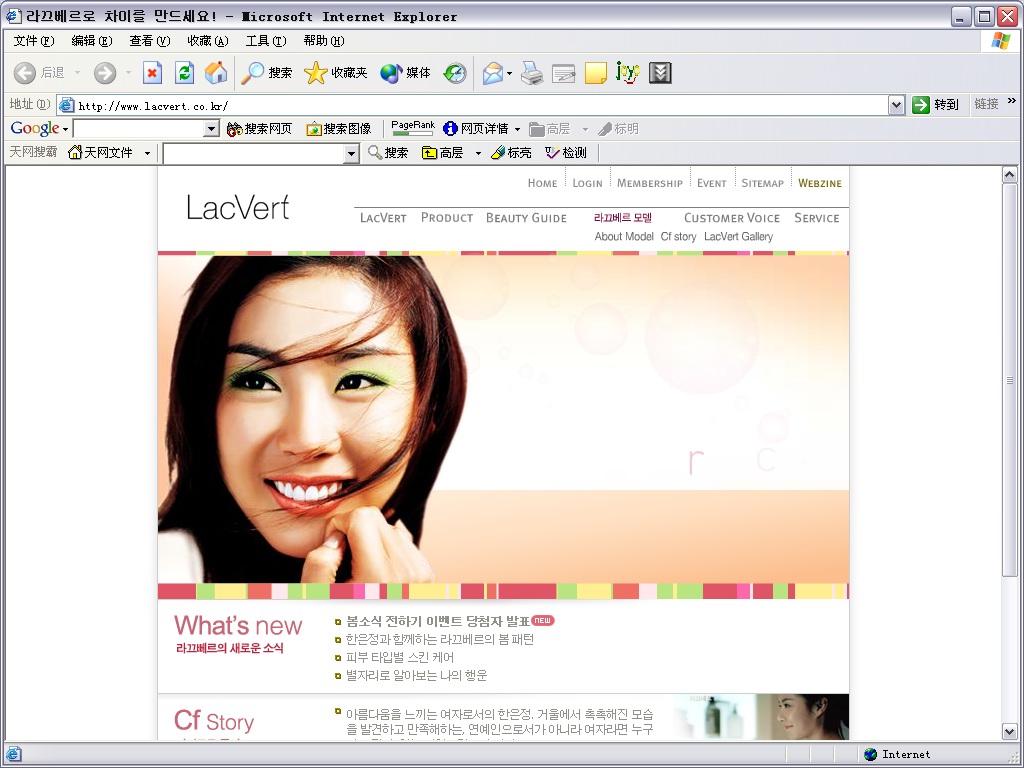 라끄베르로 차이를 만드세요! - Microsoft Internet Explorer
文件(F) 编辑(E) 查看(V) 收藏(A) 工具(T) 帮助(H)
后退 搜索 收藏夹 媒体 joyo
地址(D) http://www.lacvert.co.kr/ 转到 链接 »
Google 搜索网页 搜索图像 PageRank 网页详情 高层 标明
天网搜霸 天网文件 搜索 高层 标亮 检测
HOME LOGIN MEMBERSHIP EVENT SITEMAP WEBZINE
LacVert
LACVERT PRODUCT BEAUTY GUIDE 라끄베르 모델 CUSTOMER VOICE SERVICE
About Model Cf story LacVert Gallery
r C
What's new
라끄베르의 새로운 소식
봄소식 전하기 이벤트 당첨자 발표 NEW
한은정과 함께하는 라끄베르의 봄 패턴
피부 타입별 스킨 케어
별자리로 알아보는 나의 행운
Cf Story
아름다움을 느끼는 여자로서의 한은정. 거울에서 촉촉해진 모습
을 발견하고 만족해하는, 연예인으로서가 아니라 여자라면 누구
Internet